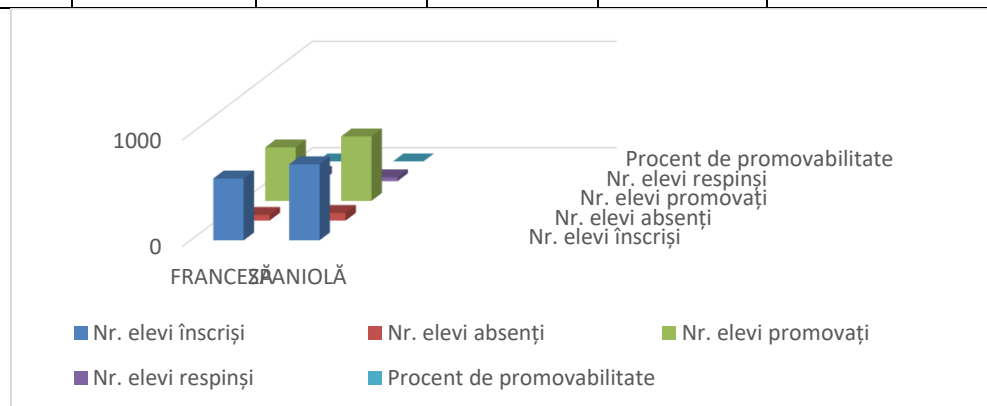 1000
0
Procent de promovabilitate
Nr. elevi respinși
Nr. elevi promovați
Nr. elevi absenți
Nr. elevi înscriși
FRANCEZĂ SPANIOLĂ
Nr. elevi înscriși Nr. elevi absenți Nr. elevi promovați
Nr. elevi respinși Procent de promovabilitate